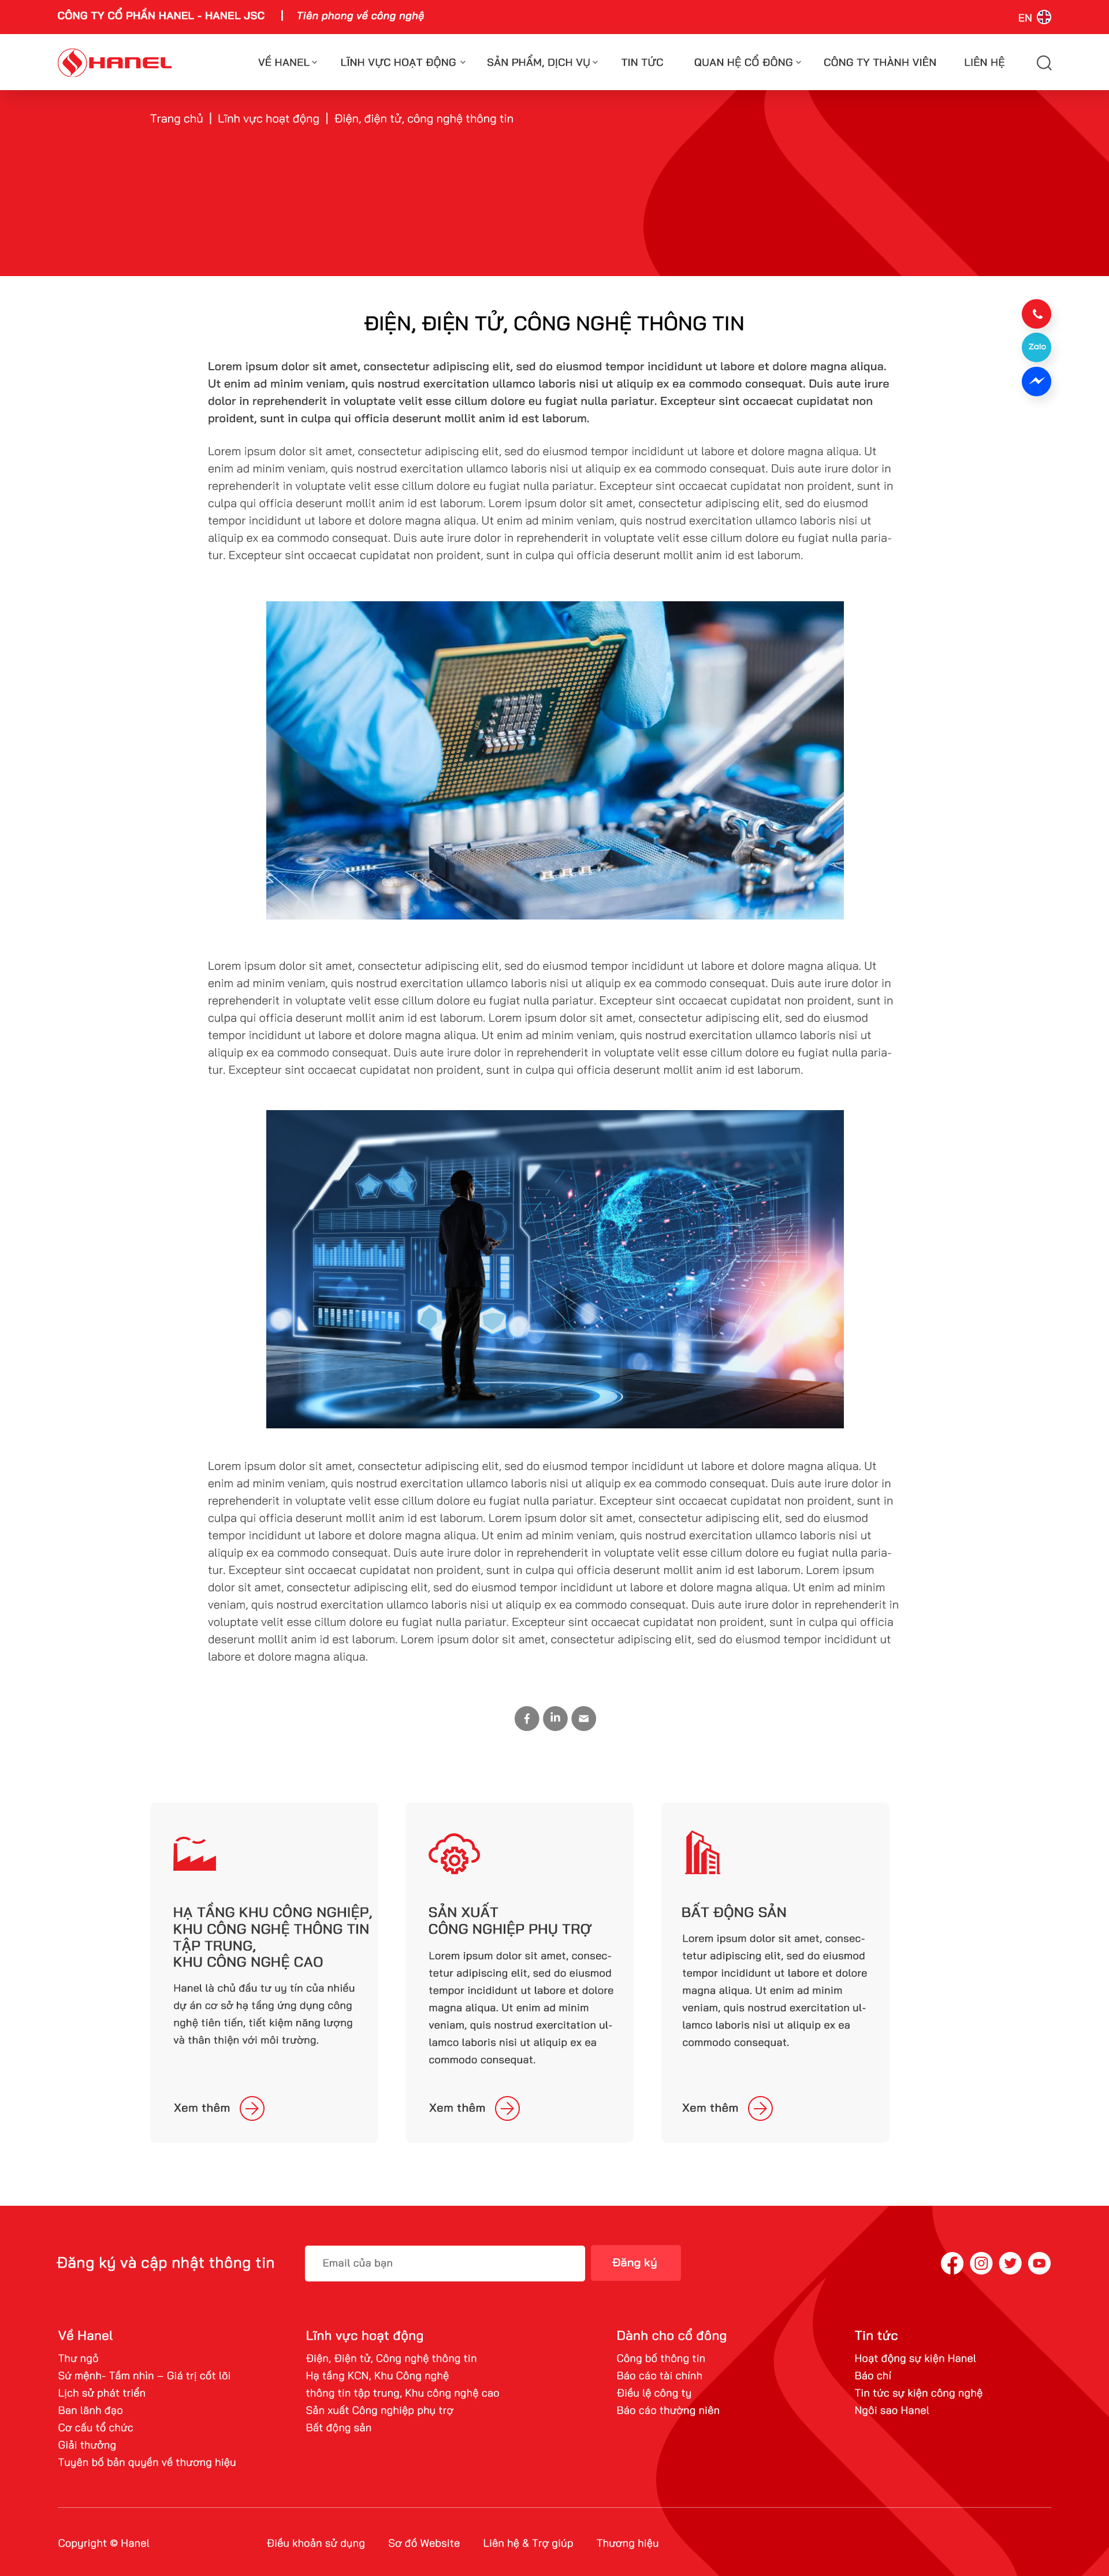 CÔNG TY CỔ PHẦN HANEL - HANEL JSC | Tiên phong về công nghệ
EN
HANEL
VỀ HANEL LĨNH VỰC HOẠT ĐỘNG SẢN PHẨM, DỊCH VỤ TIN TỨC QUAN HỆ CỔ ĐÔNG CÔNG TY THÀNH VIÊN LIÊN HỆ
Trang chủ | Lĩnh vực hoạt động | Điện, điện tử, công nghệ thông tin
ĐIỆN, ĐIỆN TỬ, CÔNG NGHỆ THÔNG TIN
Zalo
Lorem ipsum dolor sit amet, consectetur adipiscing elit, sed do eiusmod tempor incididunt ut labore et dolore magna aliqua.
Ut enim ad minim veniam, quis nostrud exercitation ullamco laboris nisi ut aliquip ex ea commodo consequat. Duis aute irure
dolor in reprehenderit in voluptate velit esse cillum dolore eu fugiat nulla pariatur. Excepteur sint occaecat cupidatat non
proident, sunt in culpa qui officia deserunt mollit anim id est laborum.
Lorem ipsum dolor sit amet, consectetur adipiscing elit, sed do eiusmod tempor incididunt ut labore et dolore magna aliqua. Ut
enim ad minim veniam, quis nostrud exercitation ullamco laboris nisi ut aliquip ex ea commodo consequat. Duis aute irure dolor in
reprehenderit in voluptate velit esse cillum dolore eu fugiat nulla pariatur. Excepteur sint occaecat cupidatat non proident, sunt in
culpa qui officia deserunt mollit anim id est laborum. Lorem ipsum dolor sit amet, consectetur adipiscing elit, sed do eiusmod
tempor incididunt ut labore et dolore magna aliqua. Ut enim ad minim veniam, quis nostrud exercitation ullamco laboris nisi ut
aliquip ex ea commodo consequat. Duis aute irure dolor in reprehenderit in voluptate velit esse cillum dolore eu fugiat nulla paria-
tur. Excepteur sint occaecat cupidatat non proident, sunt in culpa qui officia deserunt mollit anim id est laborum.
Lorem ipsum dolor sit amet, consectetur adipiscing elit, sed do eiusmod tempor incididunt ut labore et dolore magna aliqua. Ut
enim ad minim veniam, quis nostrud exercitation ullamco laboris nisi ut aliquip ex ea commodo consequat. Duis aute irure dolor in
reprehenderit in voluptate velit esse cillum dolore eu fugiat nulla pariatur. Excepteur sint occaecat cupidatat non proident, sunt in
culpa qui officia deserunt mollit anim id est laborum. Lorem ipsum dolor sit amet, consectetur adipiscing elit, sed do eiusmod
tempor incididunt ut labore et dolore magna aliqua. Ut enim ad minim veniam, quis nostrud exercitation ullamco laboris nisi ut
aliquip ex ea commodo consequat. Duis aute irure dolor in reprehenderit in voluptate velit esse cillum dolore eu fugiat nulla paria-
tur. Excepteur sint occaecat cupidatat non proident, sunt in culpa qui officia deserunt mollit anim id est laborum.
Lorem ipsum dolor sit amet, consectetur adipiscing elit, sed do eiusmod tempor incididunt ut labore et dolore magna aliqua. Ut
enim ad minim veniam, quis nostrud exercitation ullamco laboris nisi ut aliquip ex ea commodo consequat. Duis aute irure dolor in
reprehenderit in voluptate velit esse cillum dolore eu fugiat nulla pariatur. Excepteur sint occaecat cupidatat non proident, sunt in
culpa qui officia deserunt mollit anim id est laborum. Lorem ipsum dolor sit amet, consectetur adipiscing elit, sed do eiusmod
tempor incididunt ut labore et dolore magna aliqua. Ut enim ad minim veniam, quis nostrud exercitation ullamco laboris nisi ut
aliquip ex ea commodo consequat. Duis aute irure dolor in reprehenderit in voluptate velit esse cillum dolore eu fugiat nulla paria-
tur. Excepteur sint occaecat cupidatat non proident, sunt in culpa qui officia deserunt mollit anim id est laborum. Lorem ipsum
dolor sit amet, consectetur adipiscing elit, sed do eiusmod tempor incididunt ut labore et dolore magna aliqua. Ut enim ad minim
veniam, quis nostrud exercitation ullamco laboris nisi ut aliquip ex ea commodo consequat. Duis aute irure dolor in reprehenderit in
voluptate velit esse cillum dolore eu fugiat nulla pariatur. Excepteur sint occaecat cupidatat non proident, sunt in culpa qui officia
deserunt mollit anim id est laborum. Lorem ipsum dolor sit amet, consectetur adipiscing elit, sed do eiusmod tempor incididunt ut
labore et dolore magna aliqua.
HẠ TẦNG KHU CÔNG NGHIỆP,
KHU CÔNG NGHỆ THÔNG TIN
TẬP TRUNG,
KHU CÔNG NGHỆ CAO
Hanel là chủ đầu tư uy tín của nhiều
dự án cơ sở hạ tầng ứng dụng công
nghệ tiên tiến, tiết kiệm năng lượng
và thân thiện với môi trường.
Xem thêm
SẢN XUẤT
CÔNG NGHIỆP PHỤ TRỢ
Lorem ipsum dolor sit amet, consec-
tetur adipiscing elit, sed do eiusmod
tempor incididunt ut labore et dolore
magna aliqua. Ut enim ad minim
veniam, quis nostrud exercitation ul-
lamco laboris nisi ut aliquip ex ea
commodo consequat.
Xem thêm
BẤT ĐỘNG SẢN
Lorem ipsum dolor sit amet, consec-
tetur adipiscing elit, sed do eiusmod
tempor incididunt ut labore et dolore
magna aliqua. Ut enim ad minim
veniam, quis nostrud exercitation ul-
lamco laboris nisi ut aliquip ex ea
commodo consequat.
Xem thêm
Đăng ký và cập nhật thông tin
Email của bạn
Đăng ký
Về Hanel
Thư ngỏ
Sứ mệnh- Tầm nhìn – Giá trị cốt lõi
Lịch sử phát triển
Ban lãnh đạo
Cơ cấu tổ chức
Giải thưởng
Tuyên bố bản quyền về thương hiệu
Lĩnh vực hoạt động
Điện, Điện tử, Công nghệ thông tin
Hạ tầng KCN, Khu Công nghệ
thông tin tập trung, Khu công nghệ cao
Sản xuất Công nghiệp phụ trợ
Bất động sản
Dành cho cổ đông
Công bố thông tin
Báo cáo tài chính
Điều lệ công ty
Báo cáo thường niên
Tin tức
Hoạt động sự kiện Hanel
Báo chí
Tin tức sự kiện công nghệ
Ngôi sao Hanel
Copyright © Hanel
Điều khoản sử dụng Sơ đồ Website Liên hệ & Trợ giúp Thương hiệu